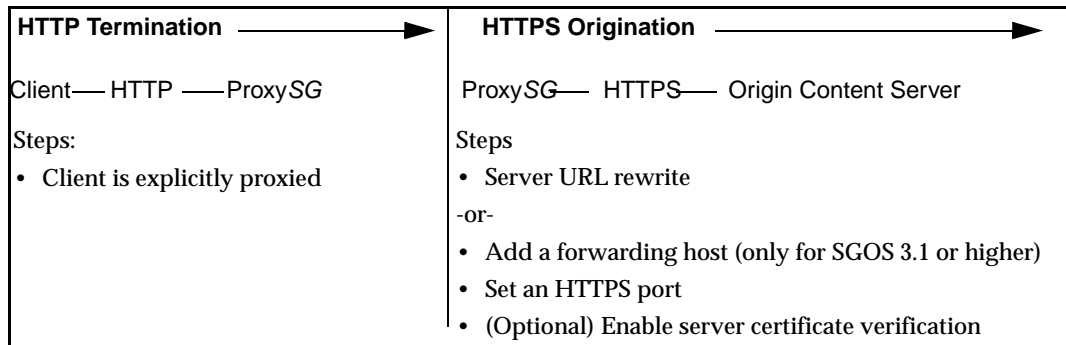 HTTP Termination
Client HTTP ProxySG
Steps:
• Client is explicitly proxied
HTTPS Origination
ProxySG HTTPS Origin Content Server
Steps
• Server URL rewrite
-or-
• Add a forwarding host (only for SGOS 3.1 or higher)
• Set an HTTPS port
• (Optional) Enable server certificate verification